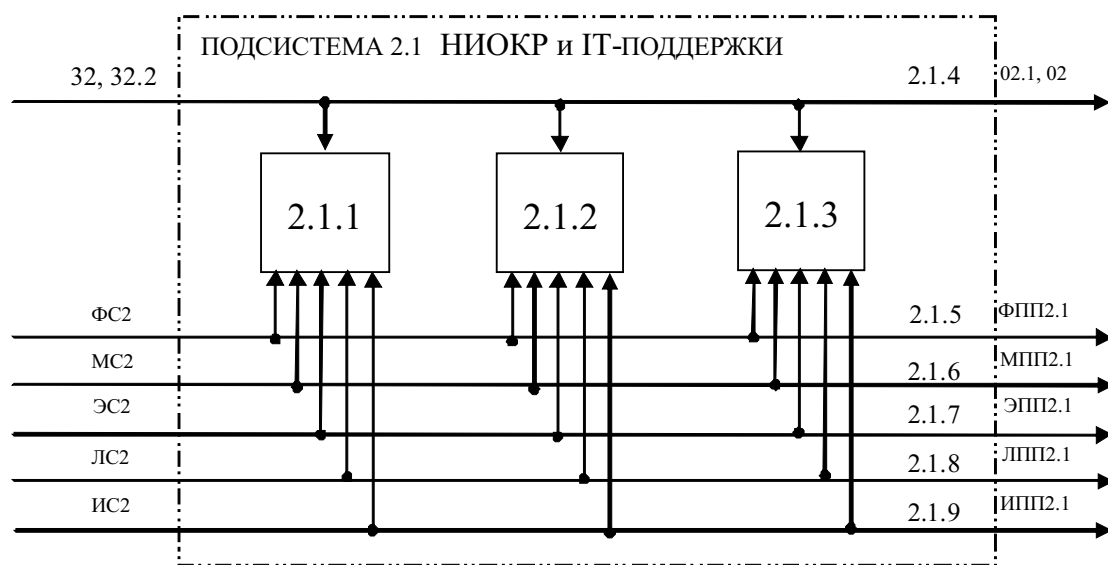 ПОДСИСТЕМА 2.1 НИОКР и IT-ПОДДЕРЖКИ
32, 32.2 2.1.4 02.1, 02
2.1.1 2.1.2 2.1.3
ФС2 2.1.5 ФПП2.1
МС2 2.1.6 МПП2.1
ЭС2 2.1.7 ЭПП2.1
ЛС2 2.1.8 ЛПП2.1
ИС2 2.1.9 ИПП2.1